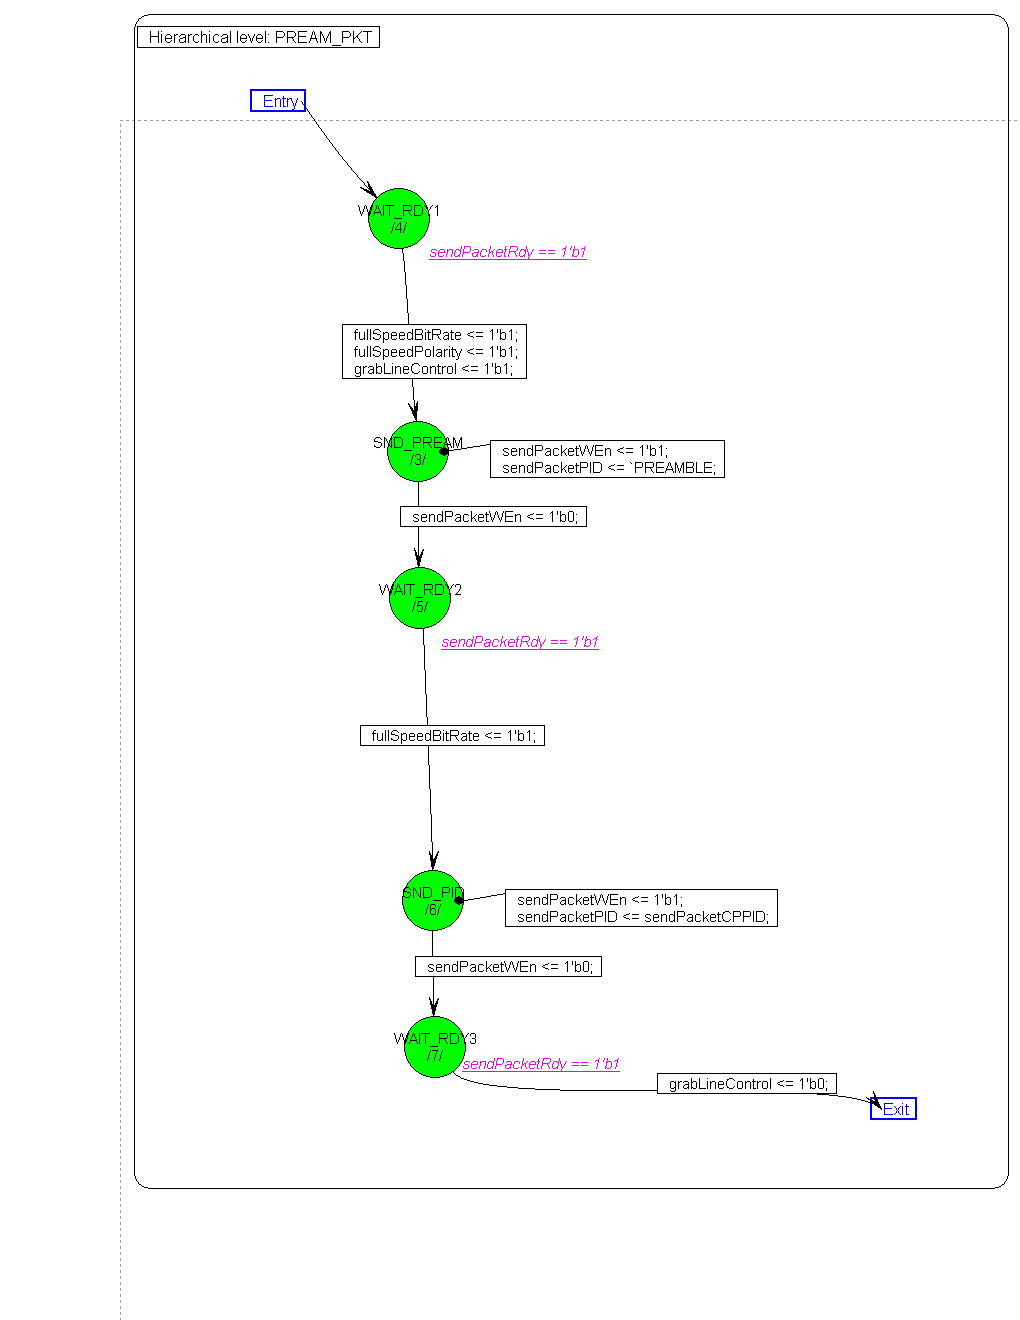 Hierarchical level: PREAM_PKT
Entry
WAIT_RDY1
/4/
sendPacketRdy == 1'b1
fullSpeedBitRate <= 1'b1;
fullSpeedPolarity <= 1'b1;
grabLineControl <= 1'b1;
SND_PREAM
/3/
sendPacketWEn <= 1'b1;
sendPacketPID <= `PREAMBLE;
sendPacketWEn <= 1'b0;
WAIT_RDY2
/5/
sendPacketRdy == 1'b1
fullSpeedBitRate <= 1'b1;
SND_PID
/6/
sendPacketWEn <= 1'b1;
sendPacketPID <= sendPacketCPPID;
sendPacketWEn <= 1'b0;
WAIT_RDY3
/7/
sendPacketRdy == 1'b1
grabLineControl <= 1'b0;
Exit